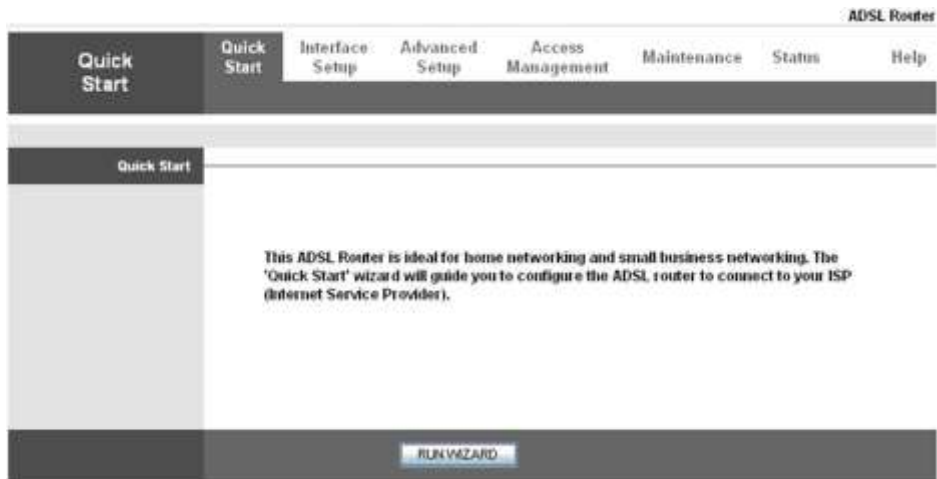 ADSL Router
Quick Start
Quick Start
Interface Setup
Advanced Setup
Access Management
Maintenance
Status
Help
Quick Start
This ADSL Router is ideal for home networking and small business networking. The
'Quick Start' wizard will guide you to configure the ADSL router to connect to your ISP
(Internet Service Provider).
RUN WIZARD